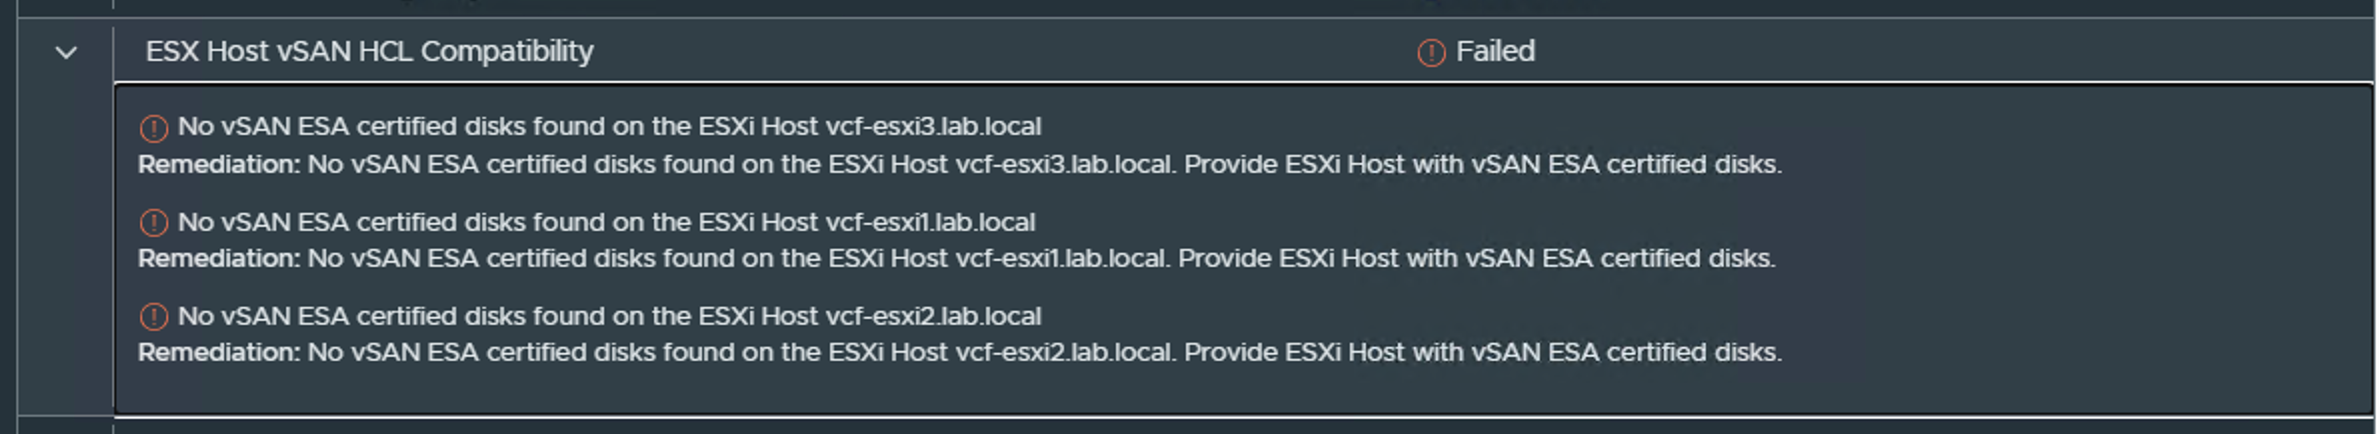 ESX Host vSAN HCL Compatibility Failed
No vSAN ESA certified disks found on the ESXi Host vcf-esxi3.lab.local
Remediation: No vSAN ESA certified disks found on the ESXi Host vcf-esxi3.lab.local. Provide ESXi Host with vSAN ESA certified disks.
No vSAN ESA certified disks found on the ESXi Host vcf-esxi1.lab.local
Remediation: No vSAN ESA certified disks found on the ESXi Host vcf-esxi1.lab.local. Provide ESXi Host with vSAN ESA certified disks.
No vSAN ESA certified disks found on the ESXi Host vcf-esxi2.lab.local
Remediation: No vSAN ESA certified disks found on the ESXi Host vcf-esxi2.lab.local. Provide ESXi Host with vSAN ESA certified disks.